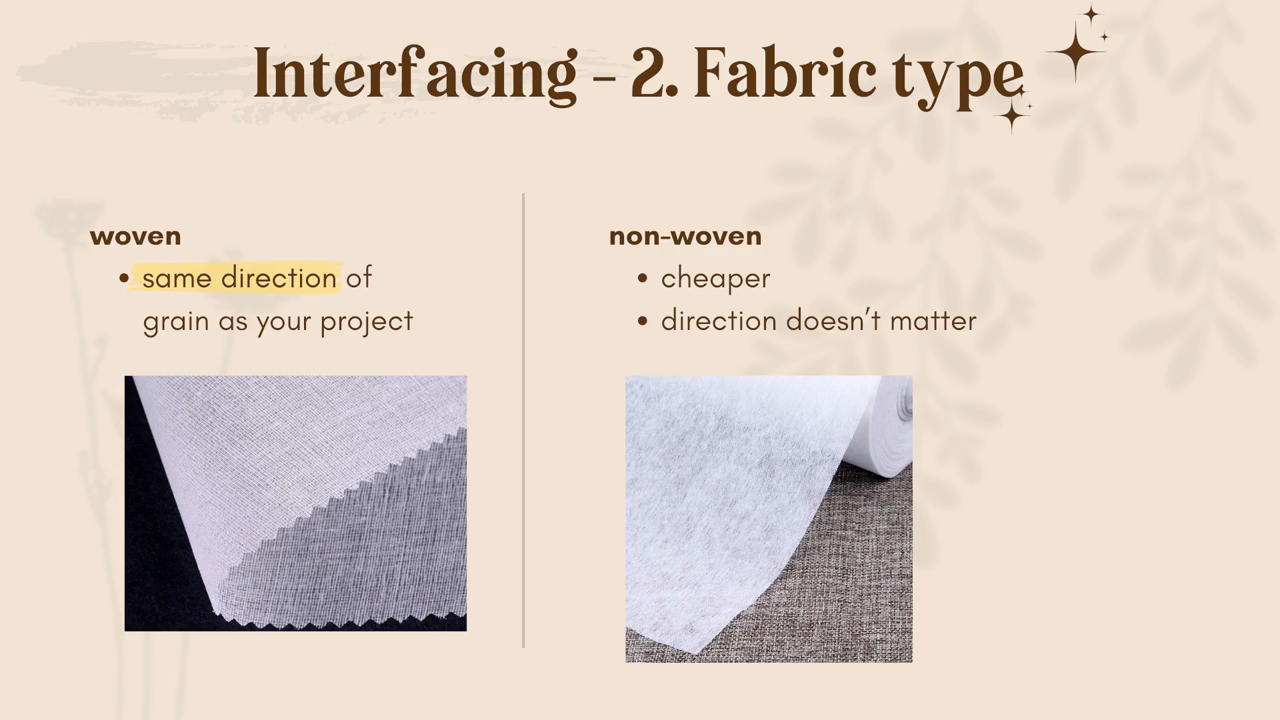 Interfacing - 2. Fabric type
woven
• same direction of
grain as your project
non-woven
• cheaper
• direction doesn't matter